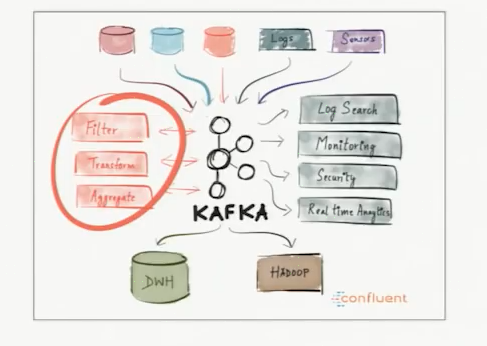 Logs
Sensors
Filter
Transform
Aggregate
Log Search
Monitoring
Security
Real time Analytics
KAFKA
DWH
HADOOP
confluent